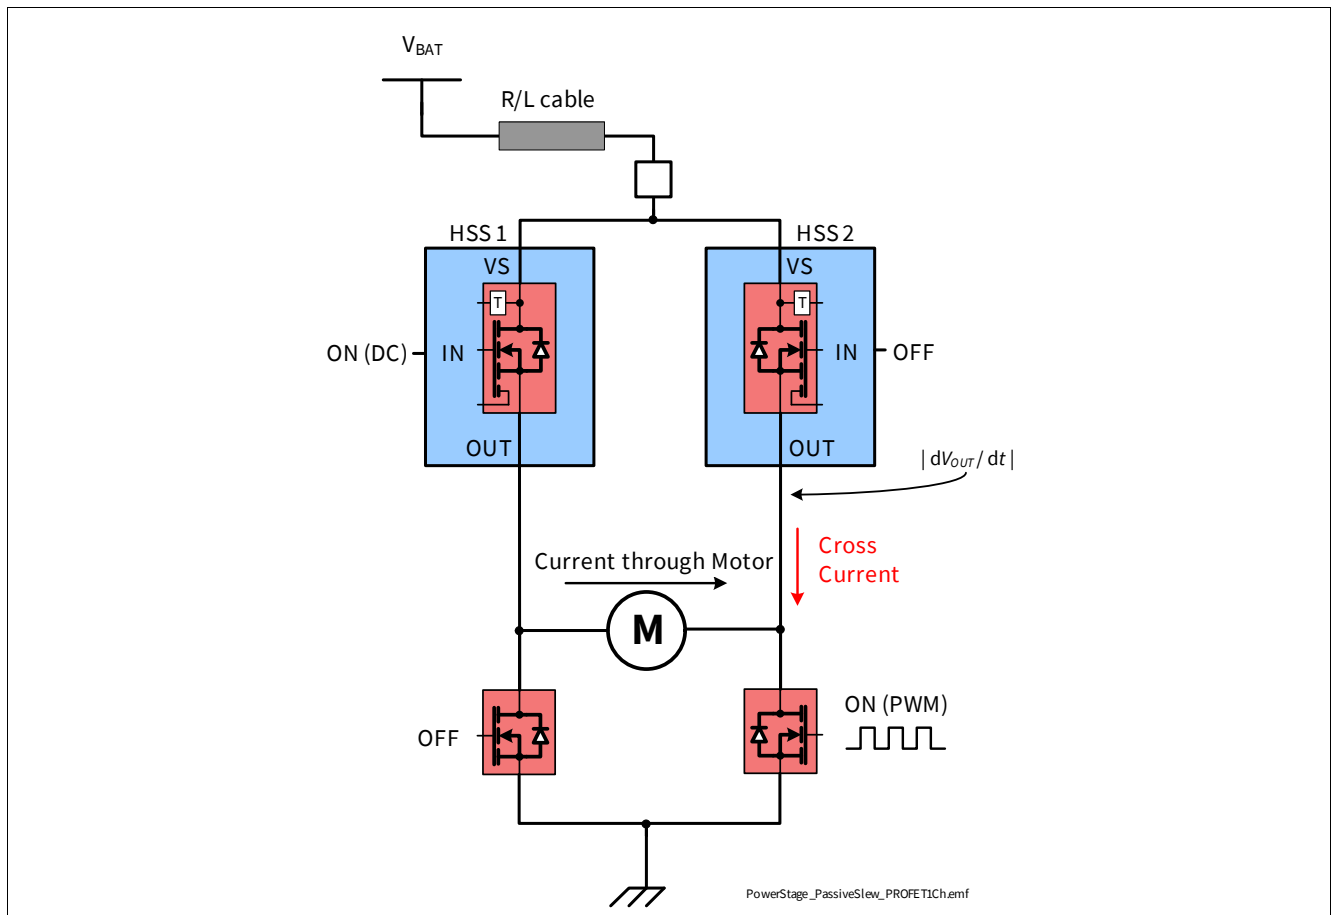 VBAT
R/L cable
HSS 1
HSS 2
VS
VS
T
T
ON (DC)
IN
IN
OFF
OUT
OUT
| dVOUT / dt |
Current through Motor
Cross
Current
M
ON (PWM)
OFF
PowerStage_PassiveSlew_PROFET1Ch.emf